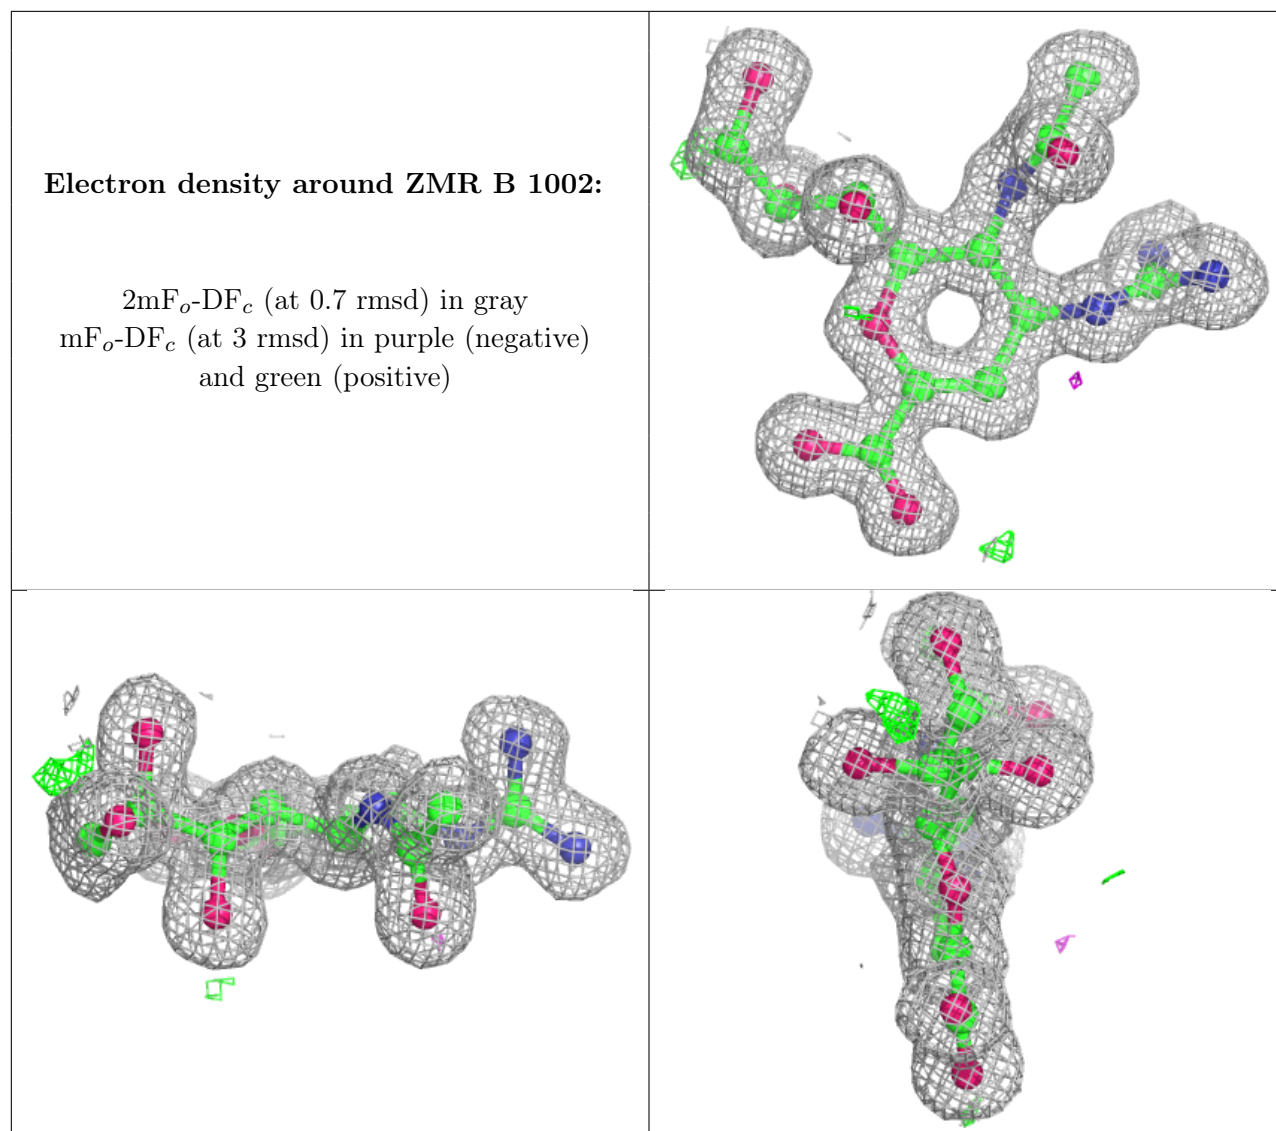 Electron density around ZMR B 1002:
2mFo-DFc (at 0.7 rmsd) in gray
mFo-DFc (at 3 rmsd) in purple (negative)
and green (positive)